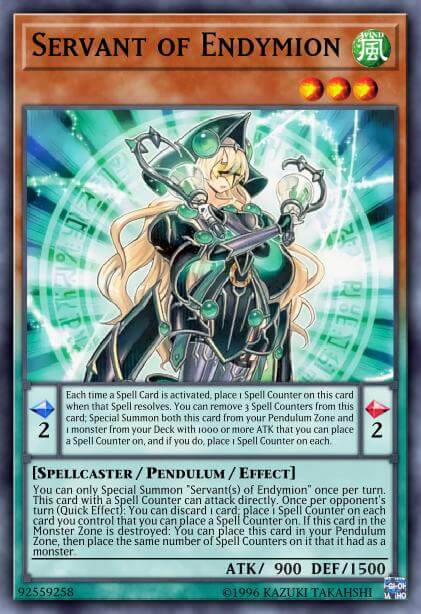 Servant of Endymion
WIND
風
Each time a Spell Card is activated, place 1 Spell Counter on this card
when that Spell resolves. You can remove 3 Spell Counters from this
card; Special Summon both this card from your Pendulum Zone and
1 monster from your Deck with 1000 or more ATK that you can place
a Spell Counter on, and if you do, place 1 Spell Counter on each.
2
2
[Spellcaster / Pendulum / Effect]
You can only Special Summon "Servant(s) of Endymion" once per turn.
This card with a Spell Counter can attack directly. Once per opponent's
turn (Quick Effect): You can discard 1 card; place 1 Spell Counter on each
card you control that you can place a Spell Counter on. If this card in the
Monster Zone is destroyed: You can place this card in your Pendulum
Zone, then place the same number of Spell Counters on it that it had as a
monster.
ATK/ 900 DEF/1500
92559258
©1996 KAZUKI TAKAHSHI